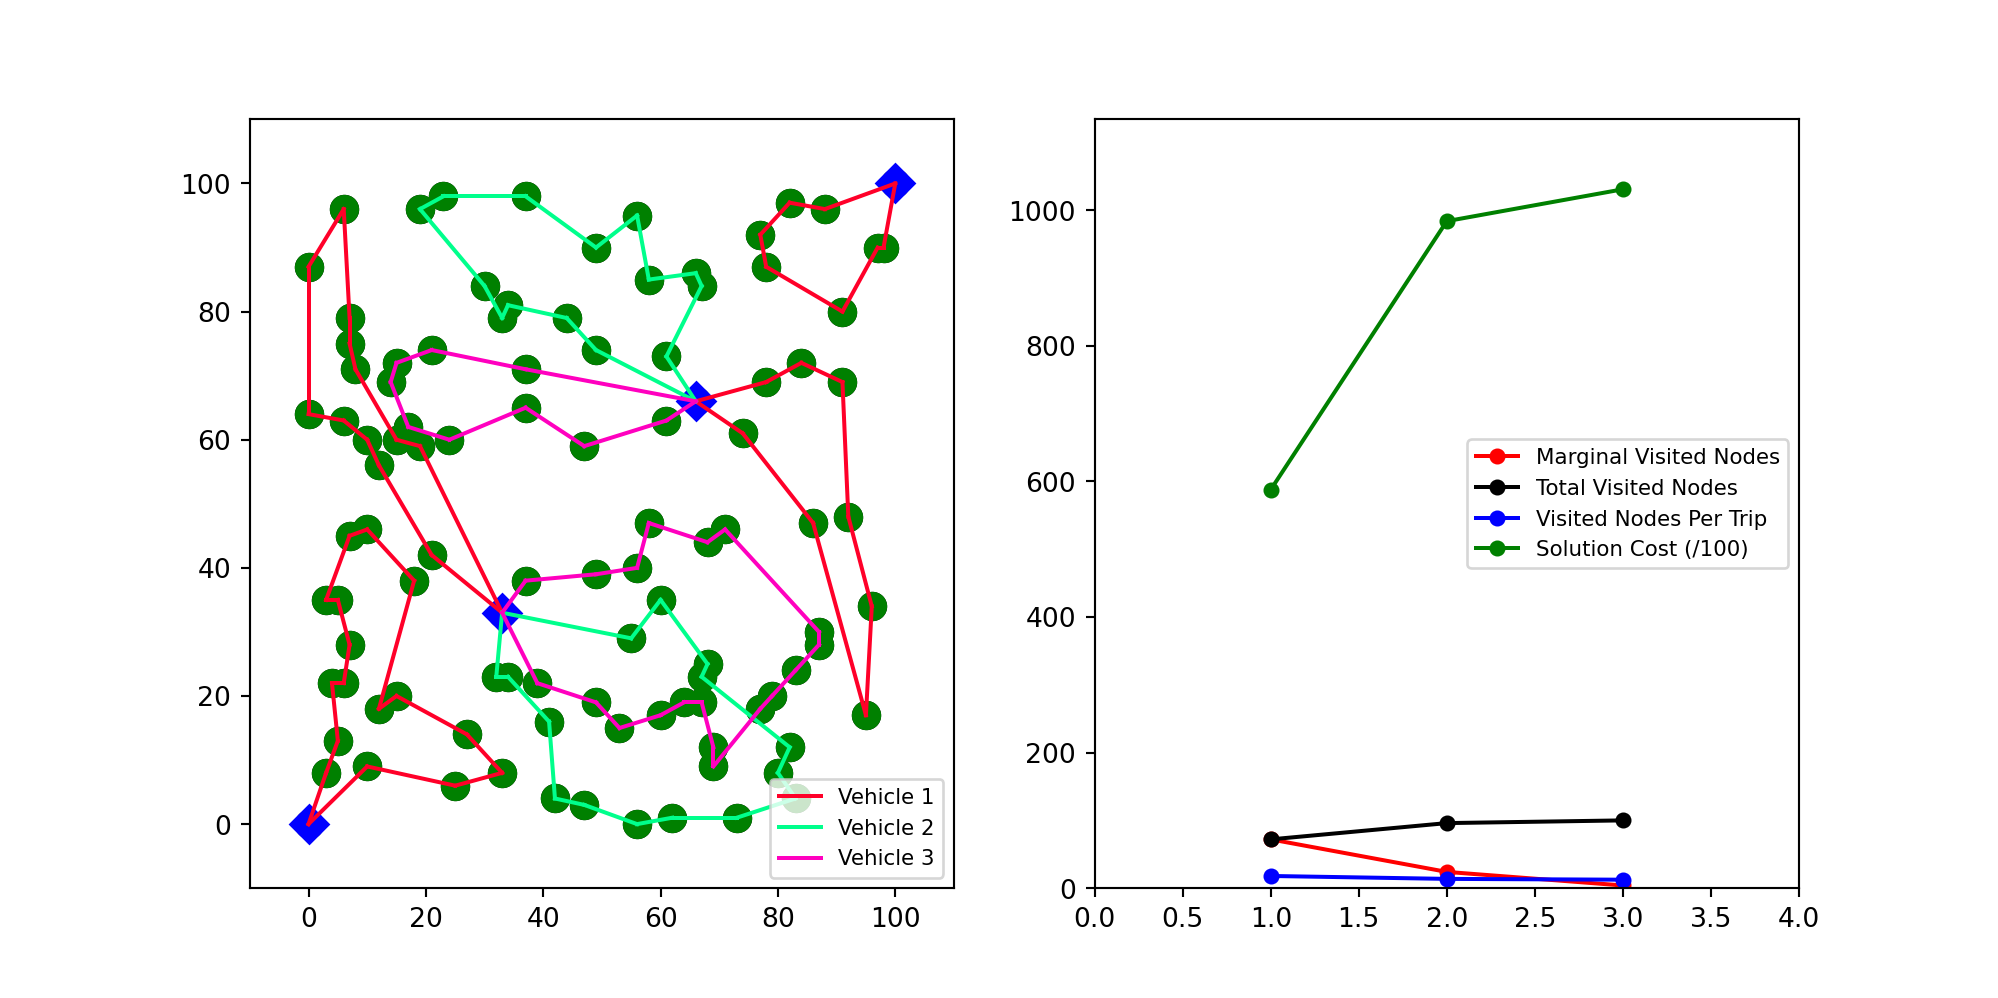 100
80
60
40
20
0
0 20 40 60 80 100
Vehicle 1
Vehicle 2
Vehicle 3
1000
800
600
400
200
0
0.0 0.5 1.0 1.5 2.0 2.5 3.0 3.5 4.0
Marginal Visited Nodes
Total Visited Nodes
Visited Nodes Per Trip
Solution Cost (/100)